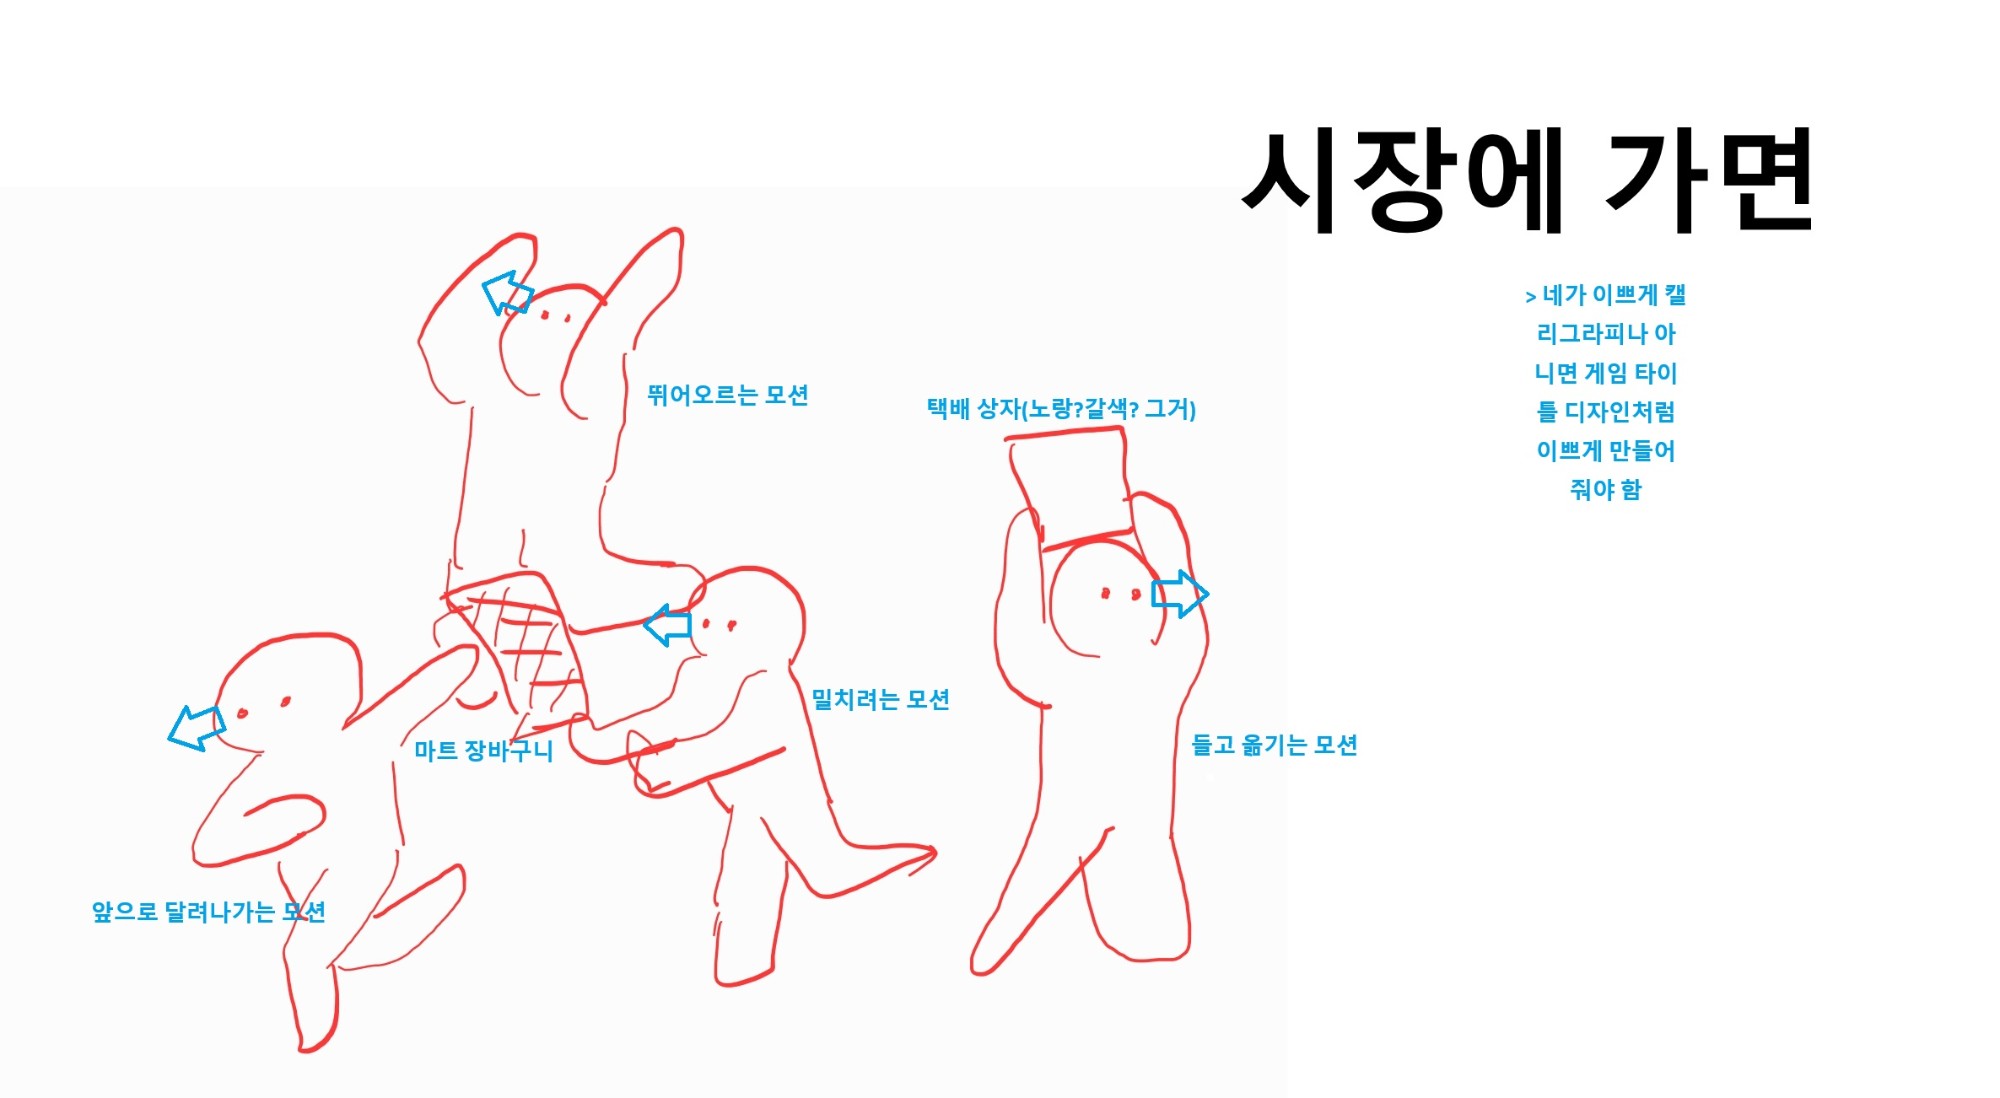 시장에 가면
> 네가 이쁘게 캘
리그라피나 아
니면 게임 타이
틀 디자인처럼
이쁘게 만들어
줘야 함
뛰어오르는 모션
택배 상자(노랑?갈색? 그거)
밀치려는 모션
들고 옮기는 모션
마트 장바구니
앞으로 달려나가는 모션